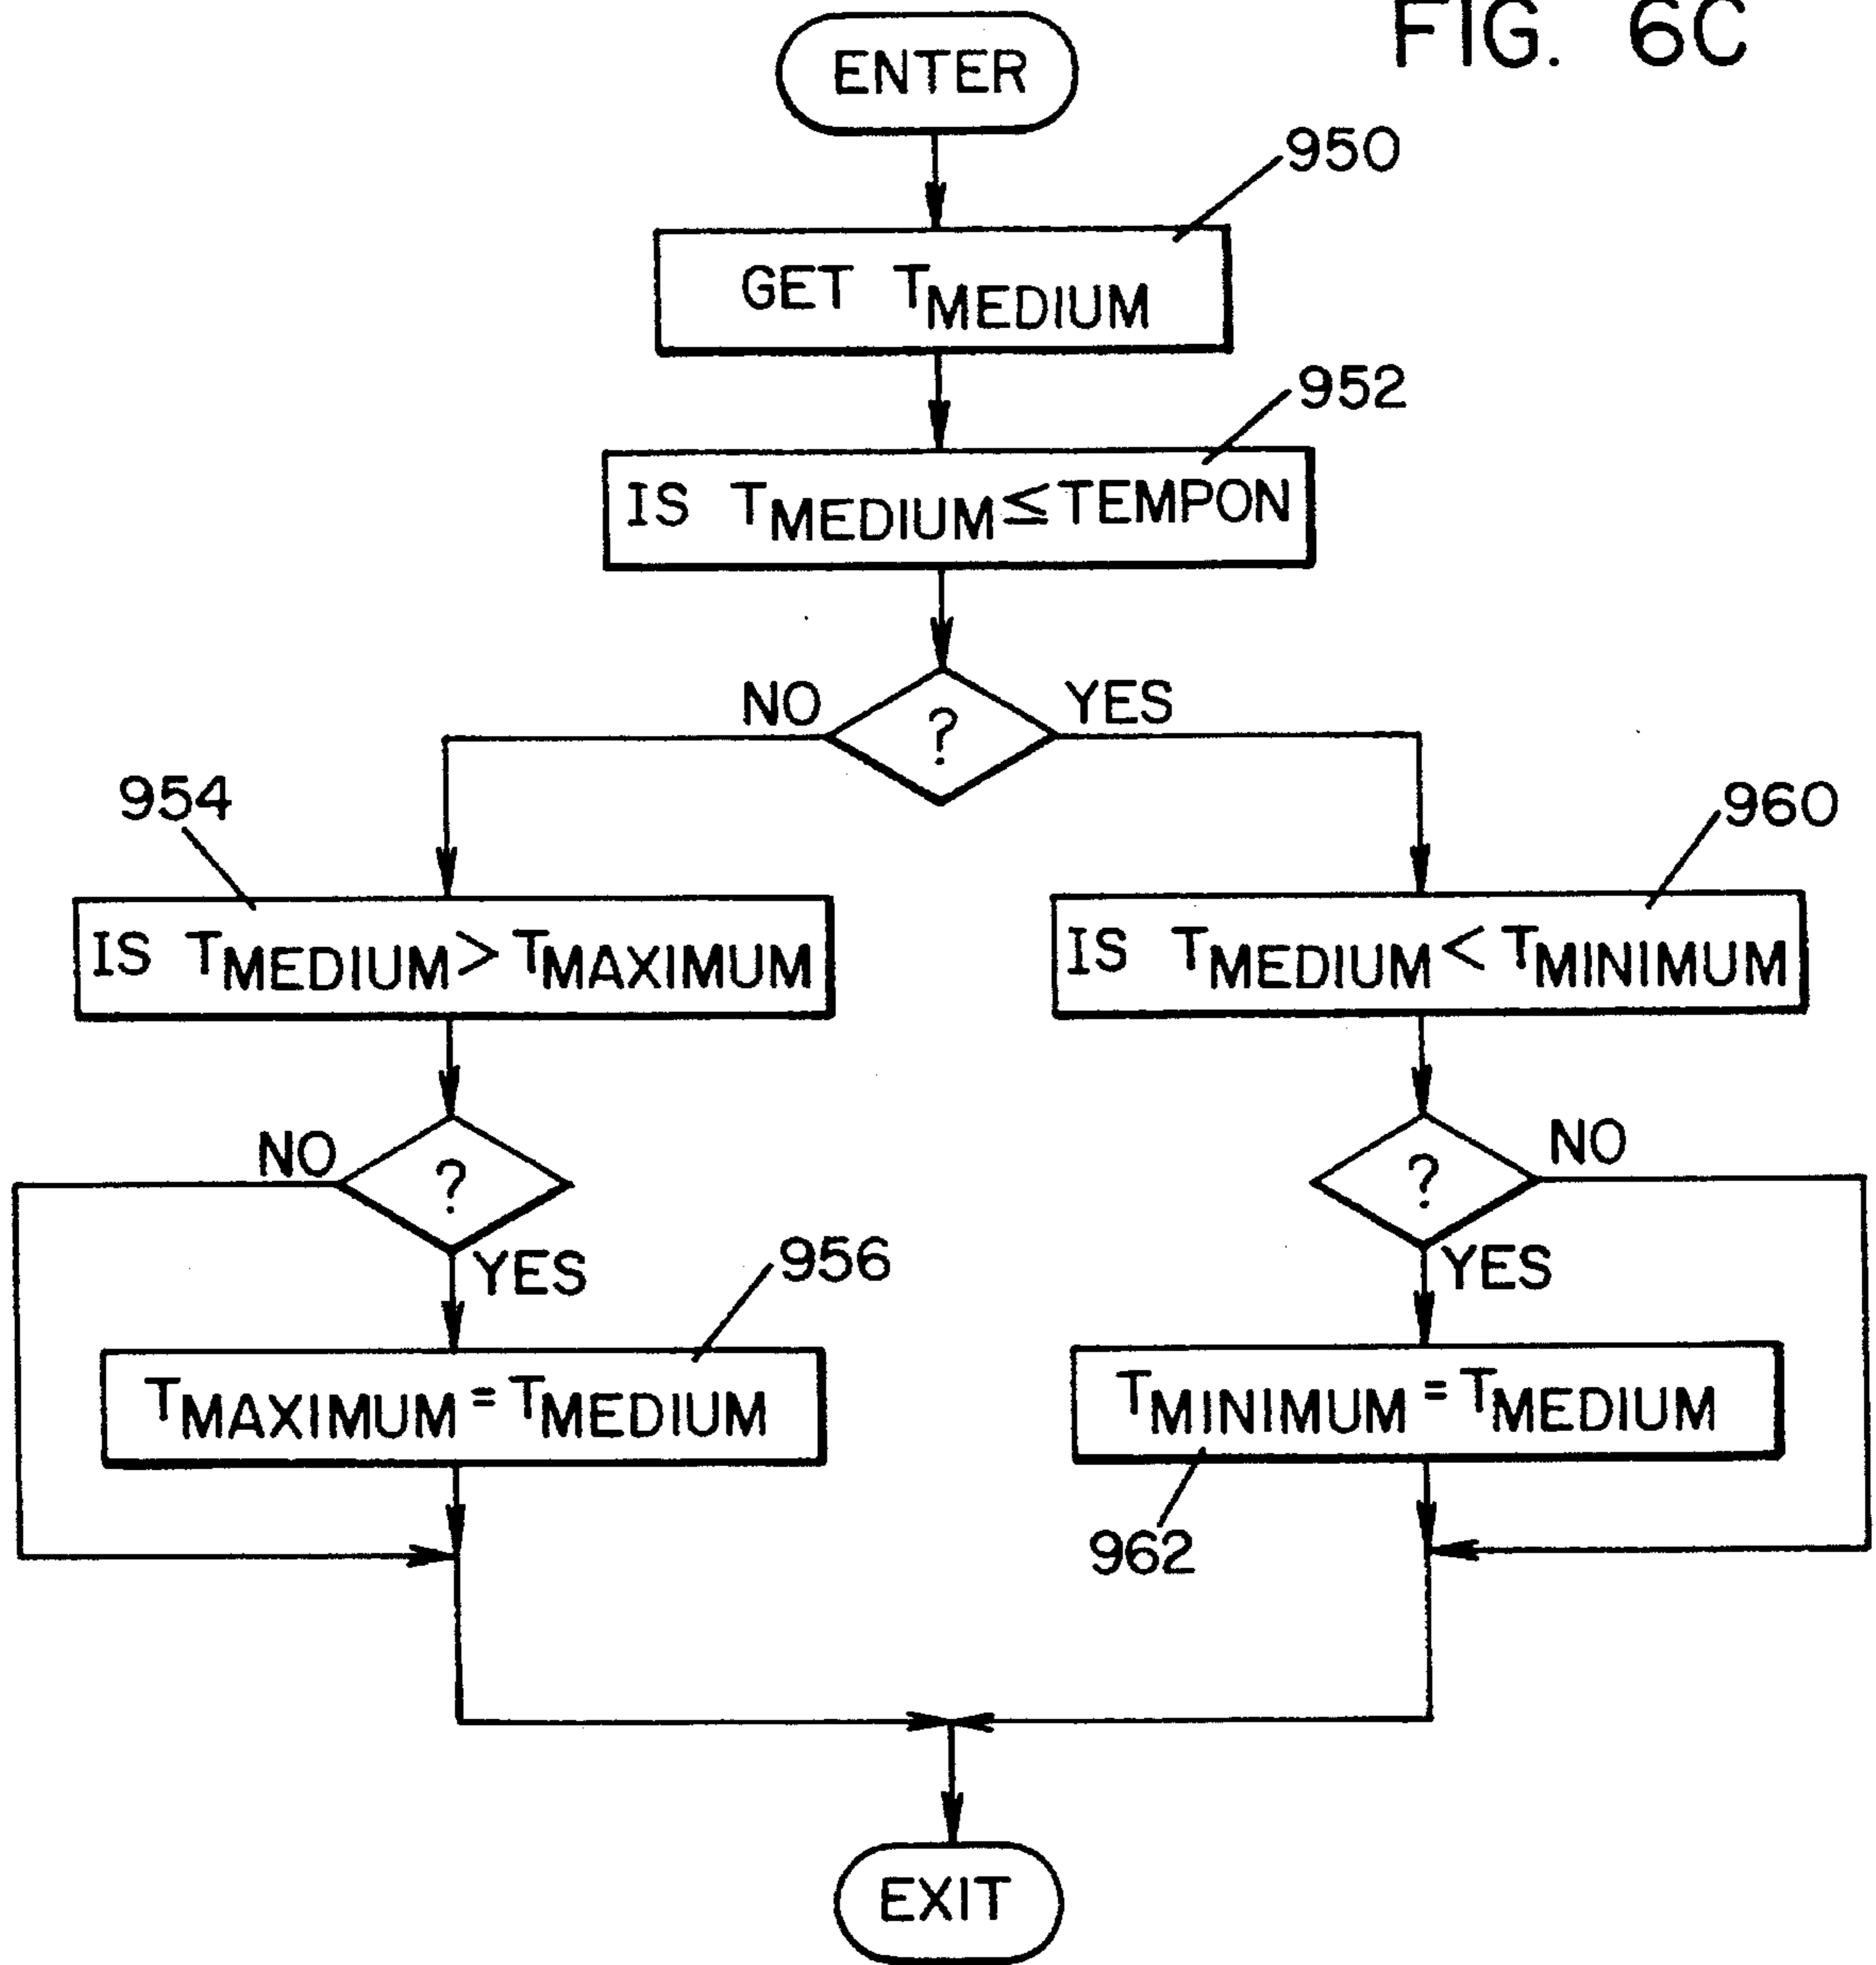 FIG. 6C
ENTER
950
GET TMEDIUM
952
IS TMEDIUM≤TEMPON
NO
?
YES
954
960
IS TMEDIUM>TMAXIMUM
IS TMEDIUM<TMINIMUM
NO
?
YES
?
NO
YES
956
TMAXIMUM=TMEDIUM
TMINIMUM=TMEDIUM
962
EXIT